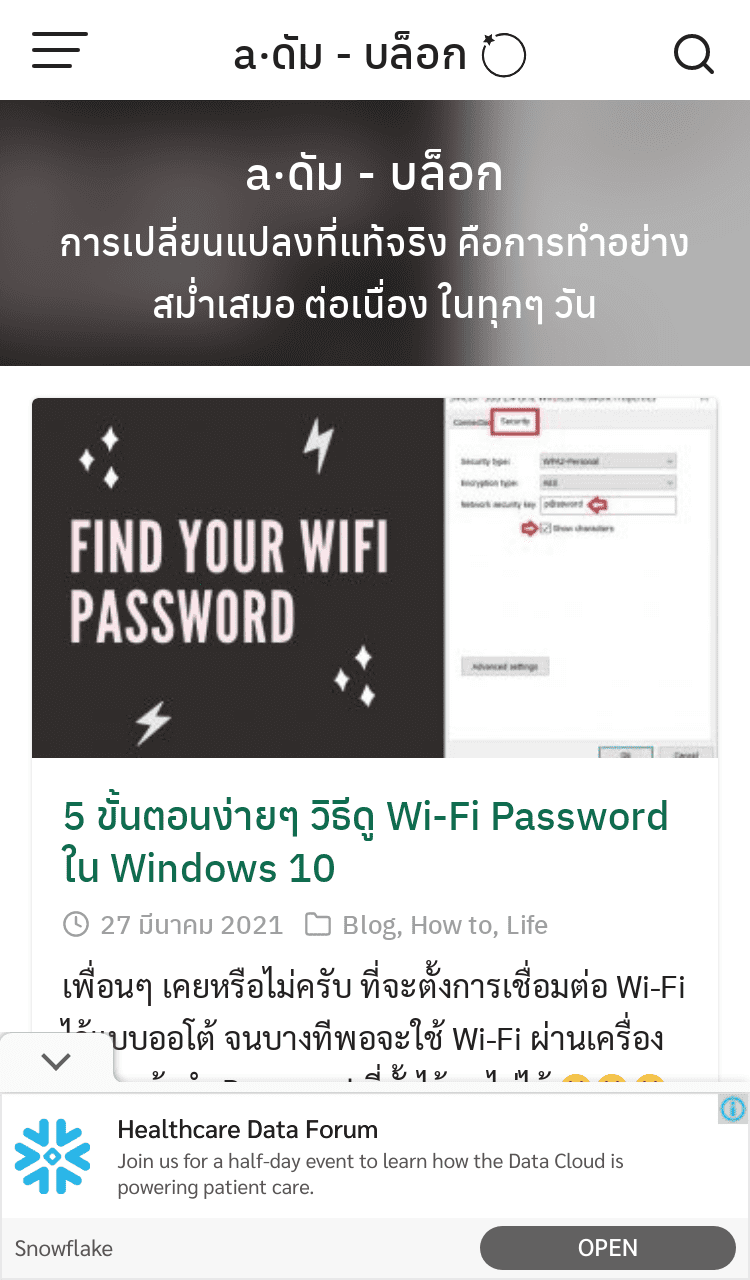 a·ดัม - บล็อก
a·ดัม - บล็อก
การเปลี่ยนแปลงที่แท้จริง คือการทำอย่าง
สม่ำเสมอ ต่อเนื่อง ในทุกๆ วัน
FIND YOUR WIFI
PASSWORD
Connection Security
Security type: WPA2-Personal
Encryption type: AES
Network security key p@ssword
Show characters
Advanced settings
OK Cancel
5 ขั้นตอนง่ายๆ วิธีดู Wi-Fi Password
ใน Windows 10
27 มีนาคม 2021 Blog, How to, Life
เพื่อนๆ เคยหรือไม่ครับ ที่จะตั้งการเชื่อมต่อ Wi-Fi
ไว้แบบออโต้ จนบางทีพอจะใช้ Wi-Fi ผ่านเครื่อง
Healthcare Data Forum
Join us for a half-day event to learn how the Data Cloud is
powering patient care.
Snowflake
OPEN